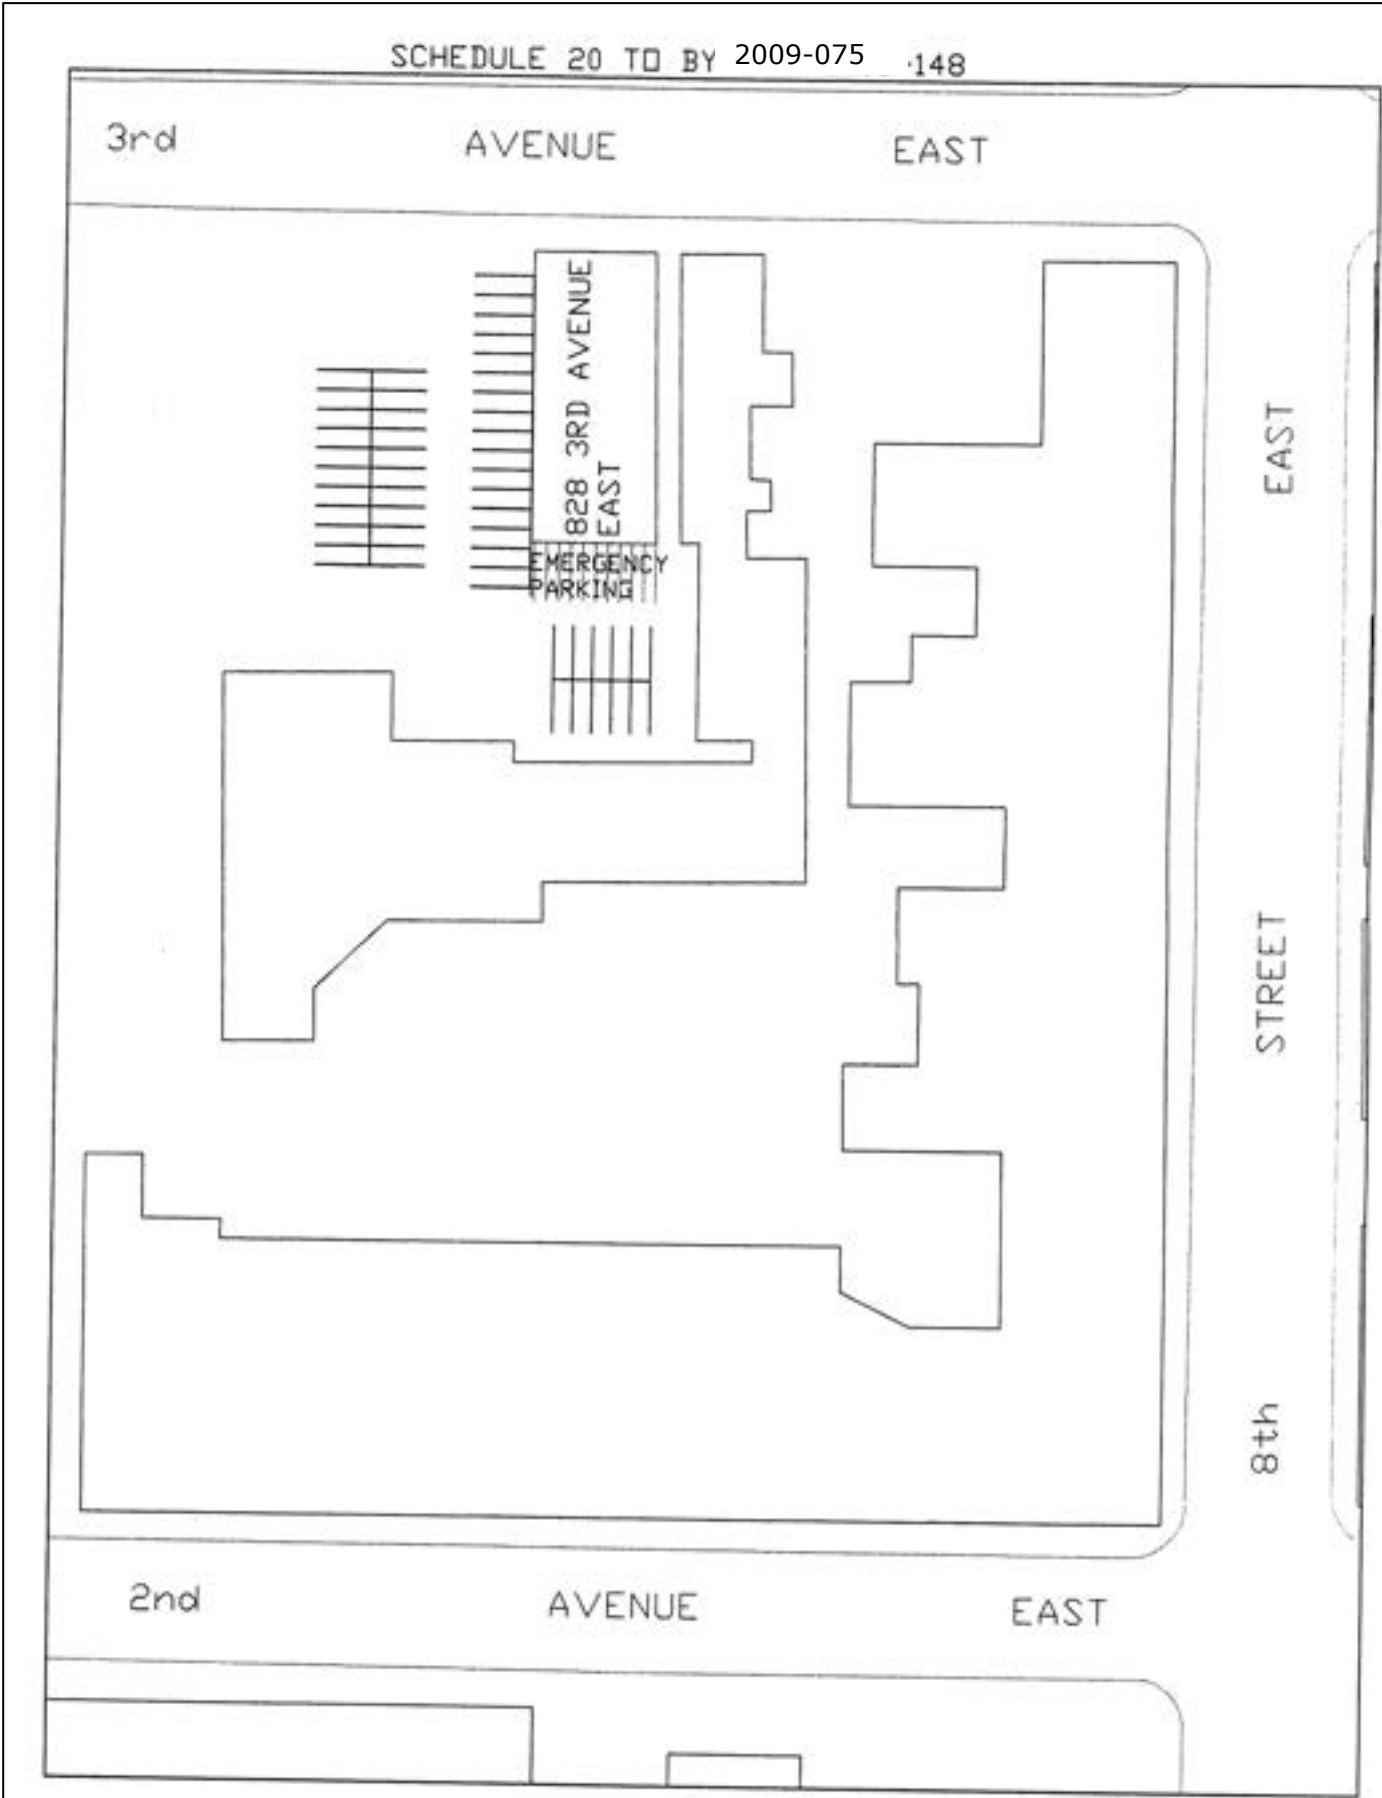 SCHEDULE 20 TO BY 2009-075 -148
3rd AVENUE EAST
828 3RD AVENUE
EAST
EMERGENCY
PARKING
8th STREET EAST
2nd AVENUE EAST